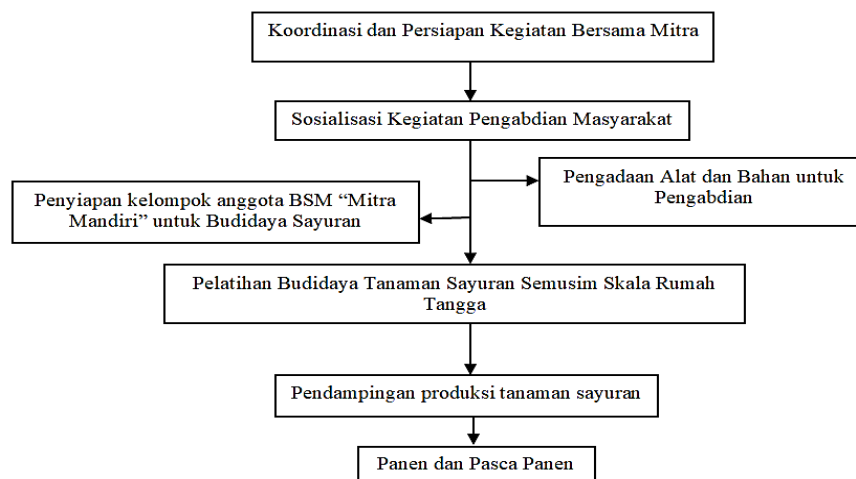 Koordinasi dan Persiapan Kegiatan Bersama Mitra
Sosialisasi Kegiatan Pengabdian Masyarakat
Pengadaan Alat dan Bahan untuk
Pengabdian
Penyiapan kelompok anggota BSM “Mitra
Mandiri” untuk Budidaya Sayuran
Pelatihan Budidaya Tanaman Sayuran Semusim Skala Rumah
Tangga
Pendampingan produksi tanaman sayuran
Panen dan Pasca Panen